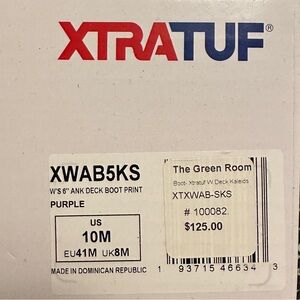 XTRATUF®
XWAB5KS
W'S 6" ANK DECK BOOT PRINT
PURPLE
US
10M
EU41M UK8M
MADE IN DOMINICAN REPUBLIC
The Green Room
Boot- Xtratuf W Deck Kaleids
XTXWAB-SKS
# 100082
$125.00
1 93715 46634 3